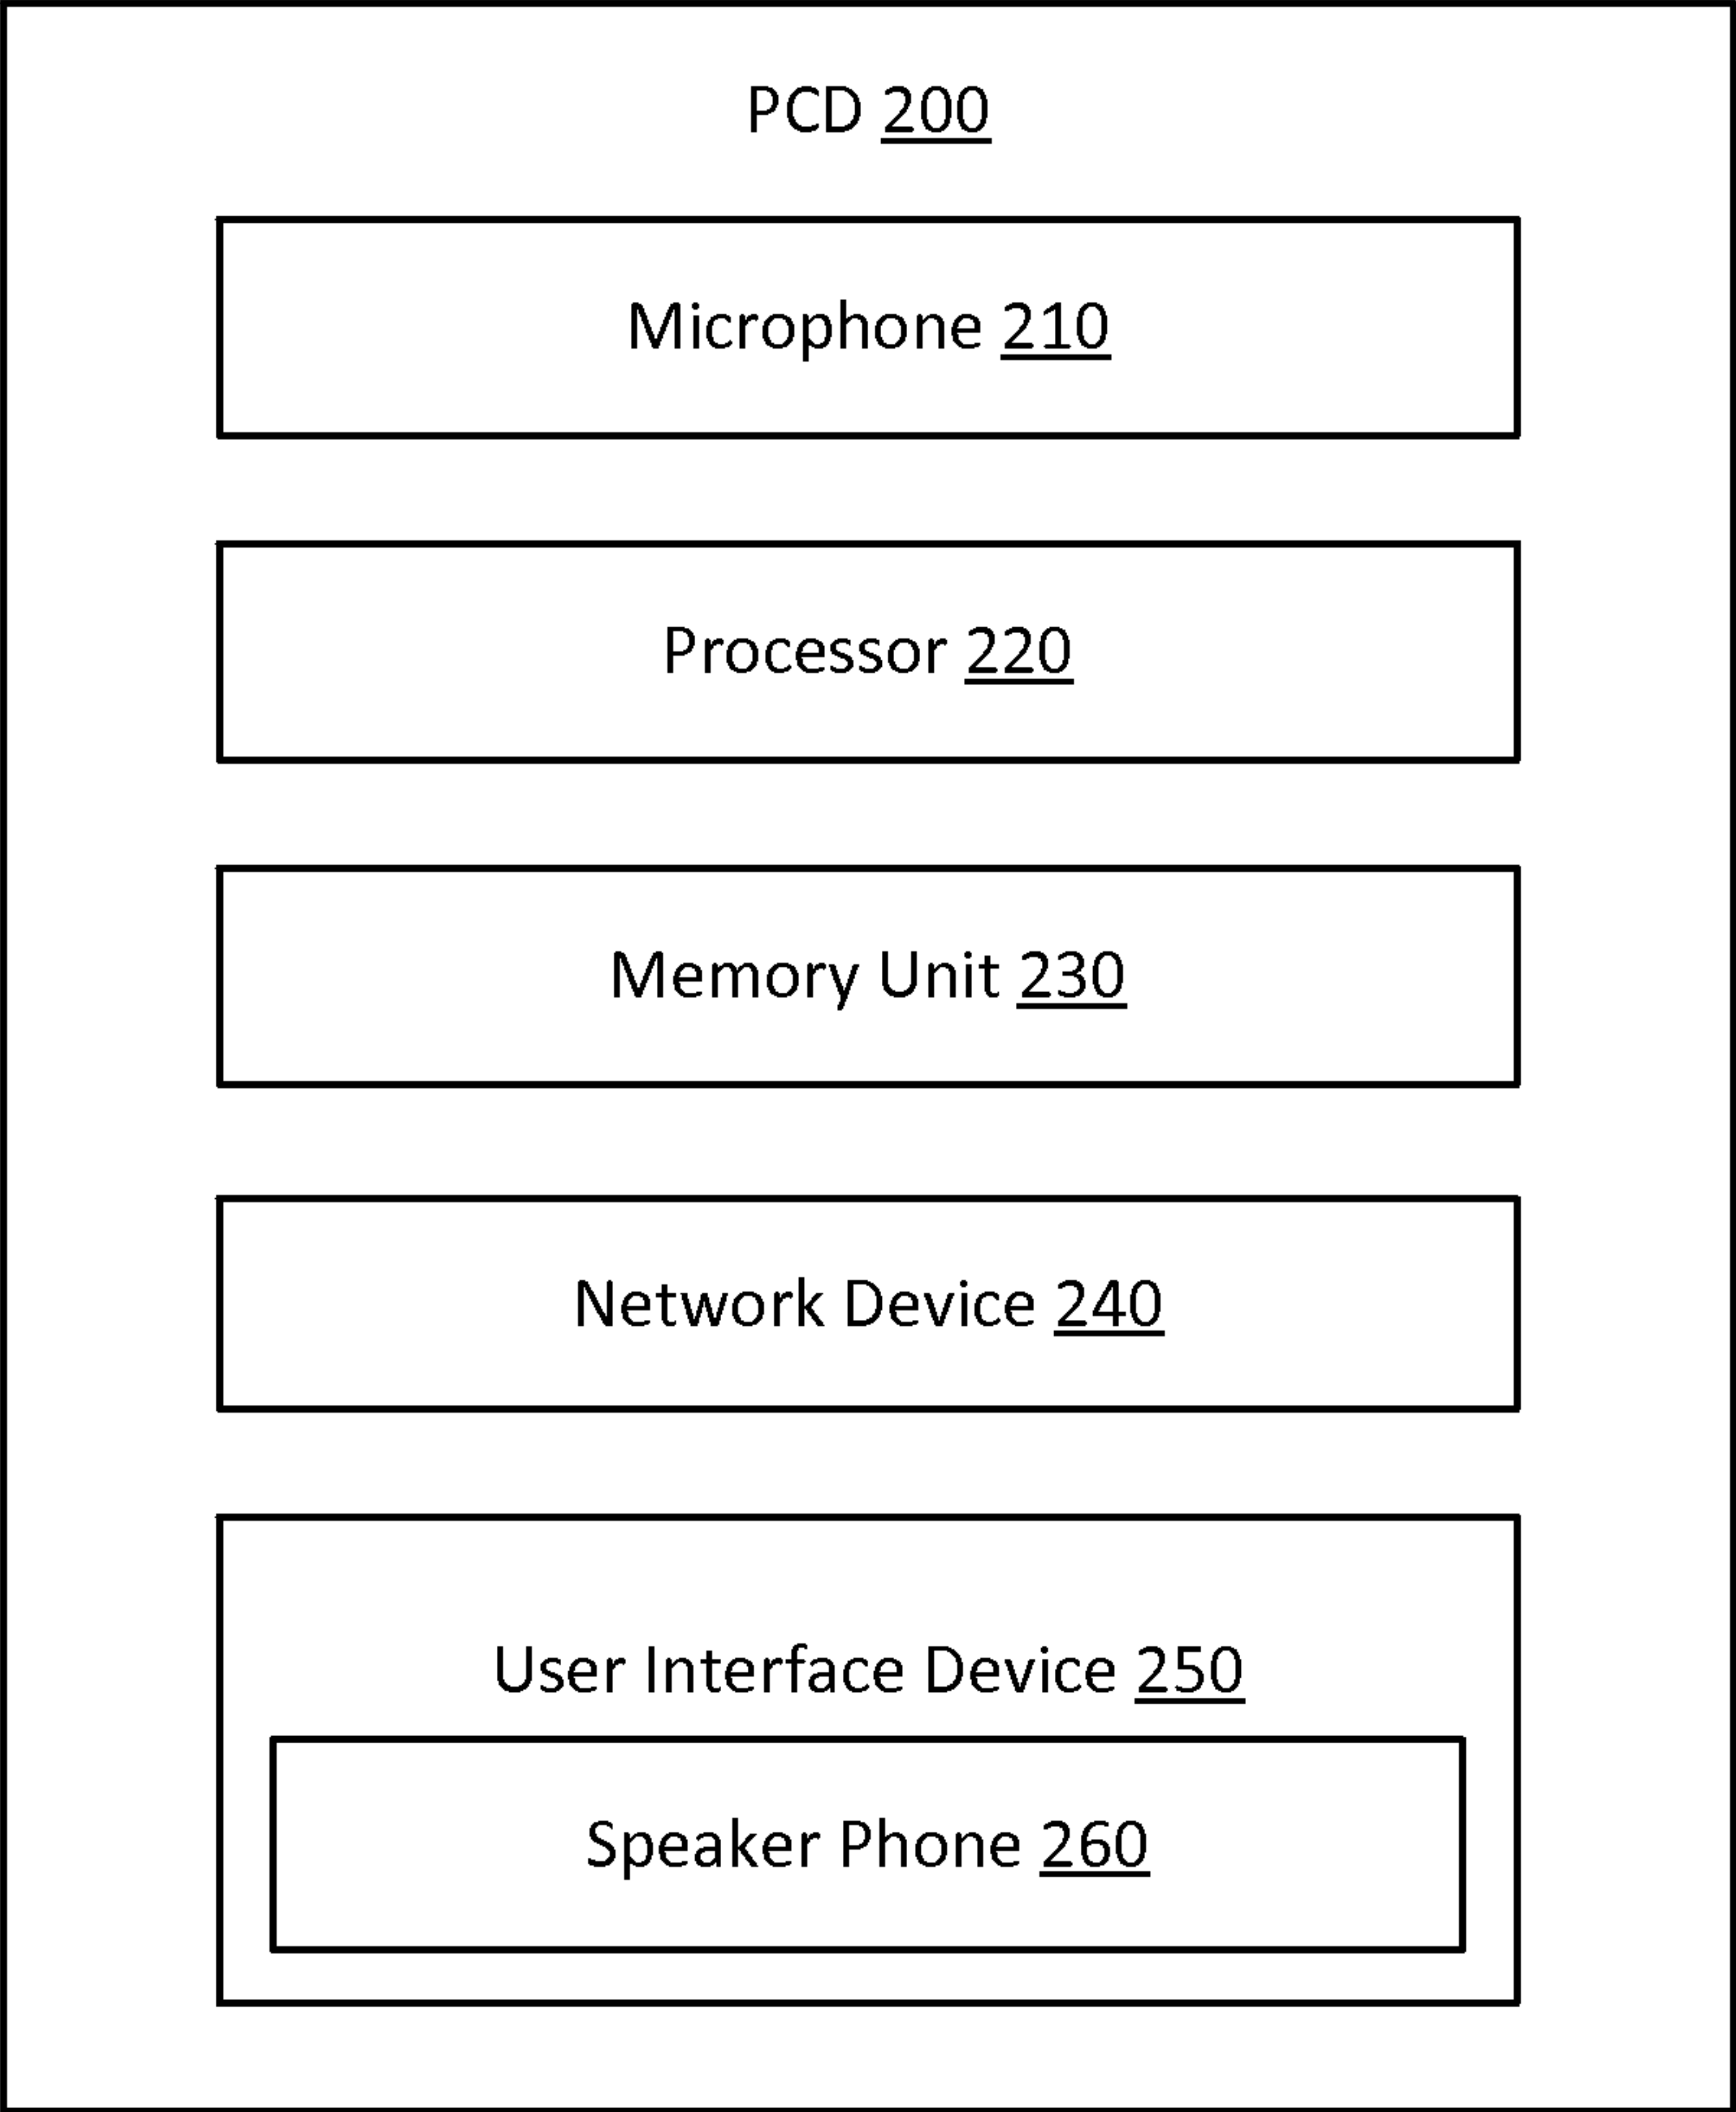 PCD 200
Microphone 210
Processor 220
Memory Unit 230
Network Device 240
User Interface Device 250
Speaker Phone 260